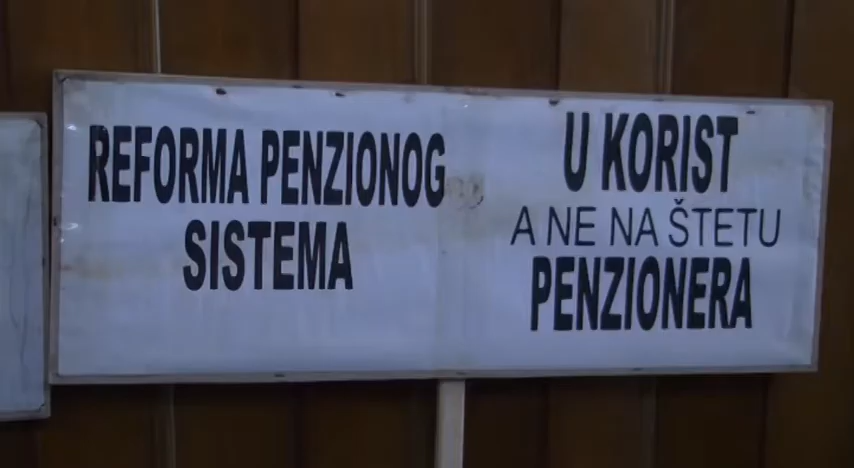 REFORMA PENZIONOG
SISTEMA
U KORIST
A NE NA ŠTETU
PENZIONERA